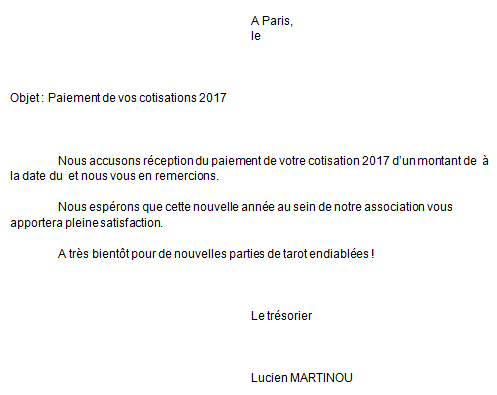 A Paris,
le
Objet : Paiement de vos cotisations 2017
Nous accusons réception du paiement de votre cotisation 2017 d'un montant de à
la date du et nous vous en remercions.
Nous espérons que cette nouvelle année au sein de notre association vous
apportera pleine satisfaction.
A très bientôt pour de nouvelles parties de tarot endiablées !
Le trésorier
Lucien MARTINOU